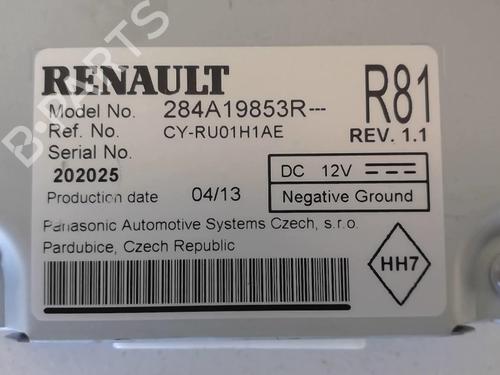 RENAULT
R81
Model No. 284A19853R---
Ref. No. CY-RU01H1AE
REV. 1.1
Serial No.
202025
DC 12V
Production date 04/13
Negative Ground
Panasonic Automotive Systems Czech, s.r.o.
Pardubice, Czech Republic
HH7
B-PARTS